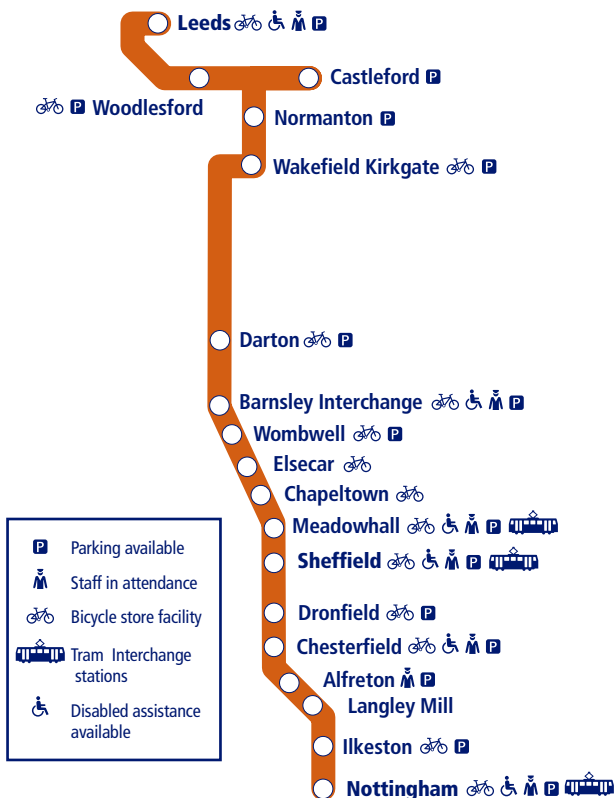 Leeds
Castleford P
P Woodlesford
Normanton P
Wakefield Kirkgate P
Darton P
Barnsley Interchange P
Wombwell P
Elsecar
Chapeltown
Meadowhall P
Sheffield P
Dronfield P
Chesterfield P
Alfreton P
Langley Mill
Ilkeston P
Nottingham P
P Parking available
Staff in attendance
Bicycle store facility
Tram Interchange
stations
Disabled assistance
available